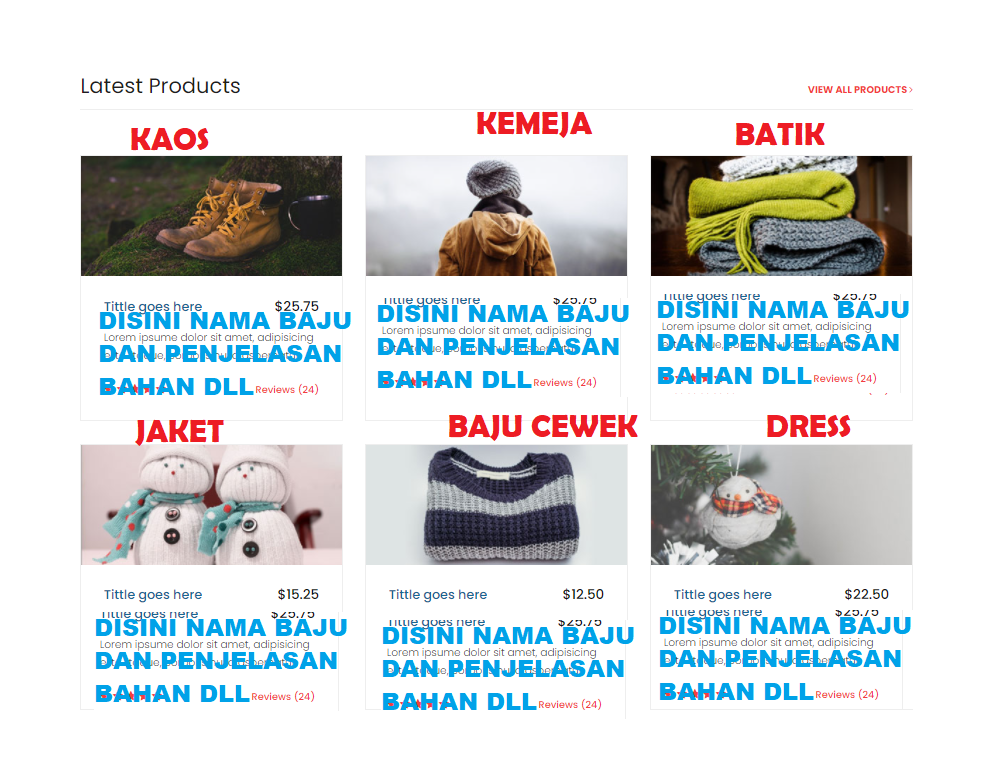 Latest Products
VIEW ALL PRODUCTS >
KAOS
KEMEJA
BATIK
Tittle goes here $25.75
DISINI NAMA BAJU
Lorem ipsume dolor sit amet, adipisicing
DAN PENJELASAN
BAHAN DLL Reviews (24)
Tittle goes here $25.75
DISINI NAMA BAJU
Lorem ipsume dolor sit amet, adipisicing
DAN PENJELASAN
BAHAN DLL Reviews (24)
Tittle goes here $25.75
DISINI NAMA BAJU
Lorem ipsume dolor sit amet, adipisicing
DAN PENJELASAN
BAHAN DLL Reviews (24)
JAKET
BAJU CEWEK
DRESS
Tittle goes here $15.25
Tittle goes here $25.75
DISINI NAMA BAJU
Lorem ipsume dolor sit amet, adipisicing
DAN PENJELASAN
BAHAN DLL Reviews (24)
Tittle goes here $12.50
Tittle goes here $25.75
DISINI NAMA BAJU
Lorem ipsume dolor sit amet, adipisicing
DAN PENJELASAN
BAHAN DLL Reviews (24)
Tittle goes here $22.50
Tittle goes here $25.75
DISINI NAMA BAJU
Lorem ipsume dolor sit amet, adipisicing
DAN PENJELASAN
BAHAN DLL Reviews (24)